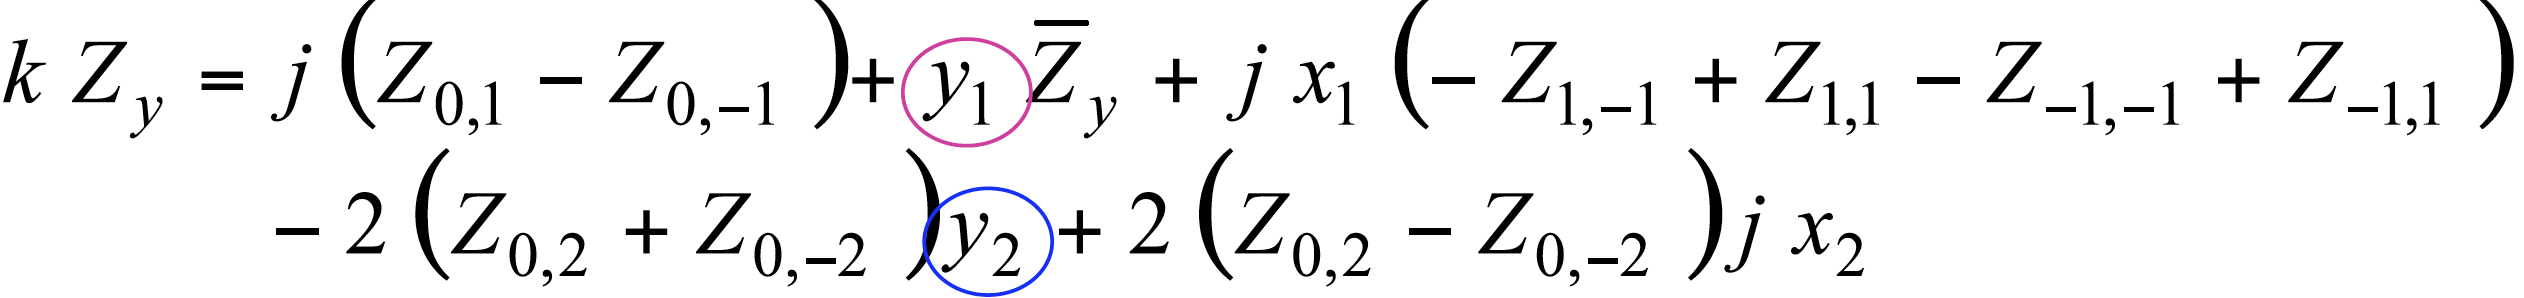 k Z_y = j (Z_{0,1} − Z_{0,−1}) + y_1 \overline{Z}_y + j x_1 (− Z_{1,−1} + Z_{1,1} − Z_{−1,−1} + Z_{−1,1})
− 2 (Z_{0,2} + Z_{0,−2}) y_2 + 2 (Z_{0,2} − Z_{0,−2}) j x_2